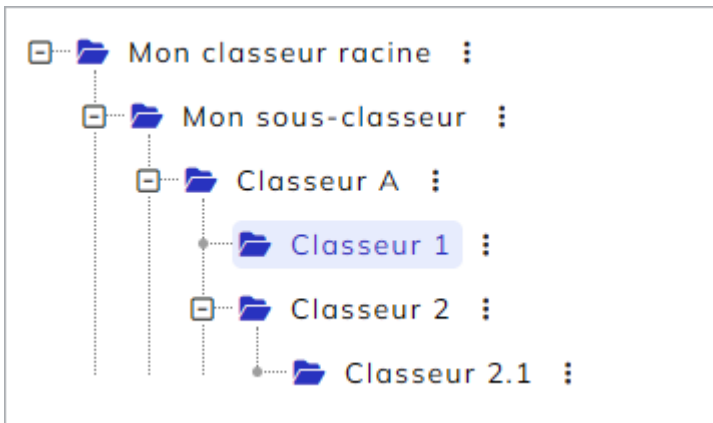 Mon classeur racine
Mon sous-classeur
Classeur A
Classeur 1
Classeur 2
Classeur 2.1